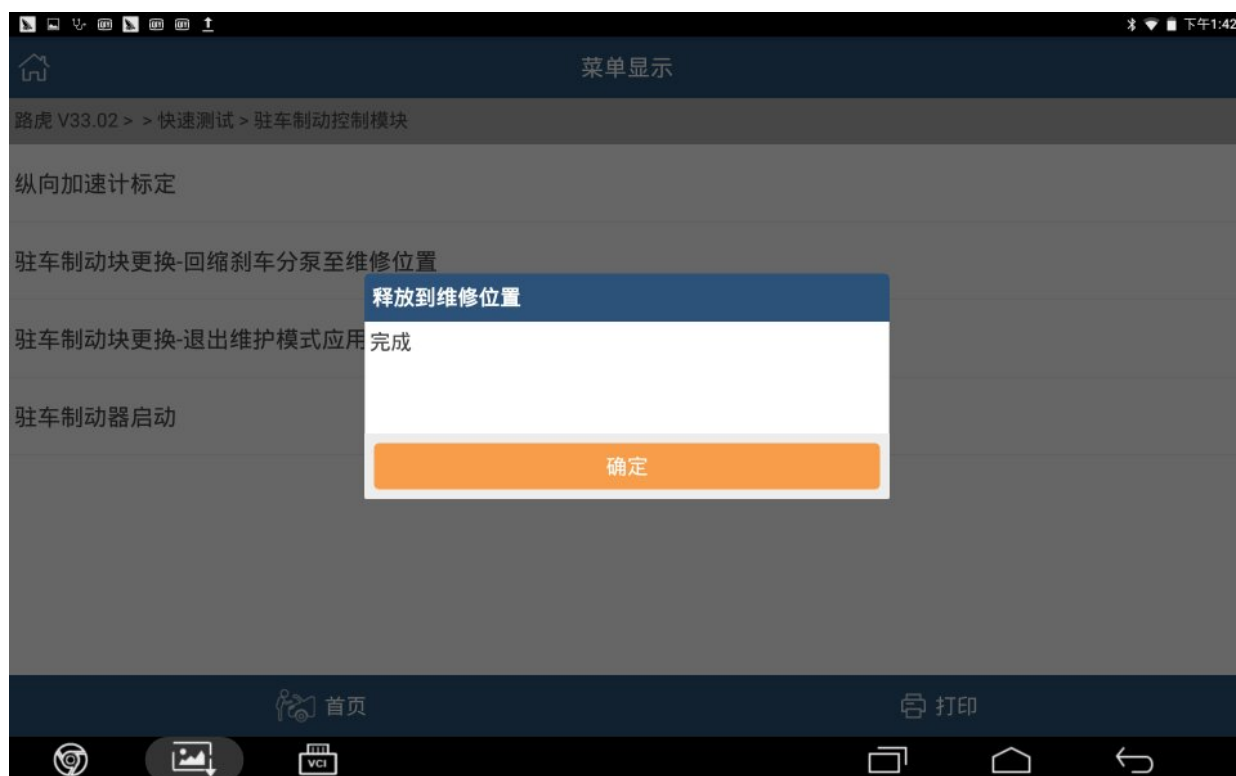 下午1:42
菜单显示
路虎 V33.02 > > 快速测试 > 驻车制动控制模块
纵向加速计标定
驻车制动块更换-回缩刹车分泵至维修位置
释放到维修位置
驻车制动块更换-退出维护模式应用
完成
驻车制动器启动
确定
首页
打印
VCI